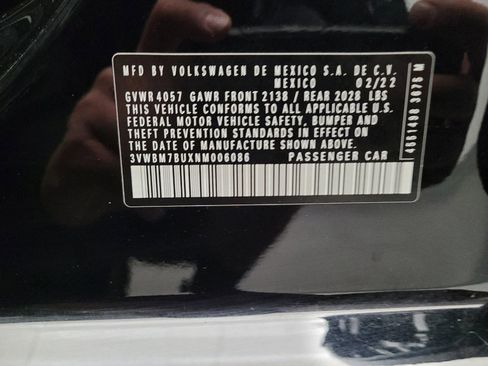 MFD BY VOLKSWAGEN DE MEXICO S.A. DE C.V.
MEXICO 02/22
GVWR 4057 GAWR FRONT 2138 / REAR 2028 LBS
THIS VEHICLE CONFORMS TO ALL APPLICABLE U.S.
FEDERAL MOTOR VEHICLE SAFETY, BUMPER AND
THEFT PREVENTION STANDARDS IN EFFECT ON
THE DATE OF MANUFACTURE SHOWN ABOVE.
3VWBM7BUXNM006086 PASSENGER CAR